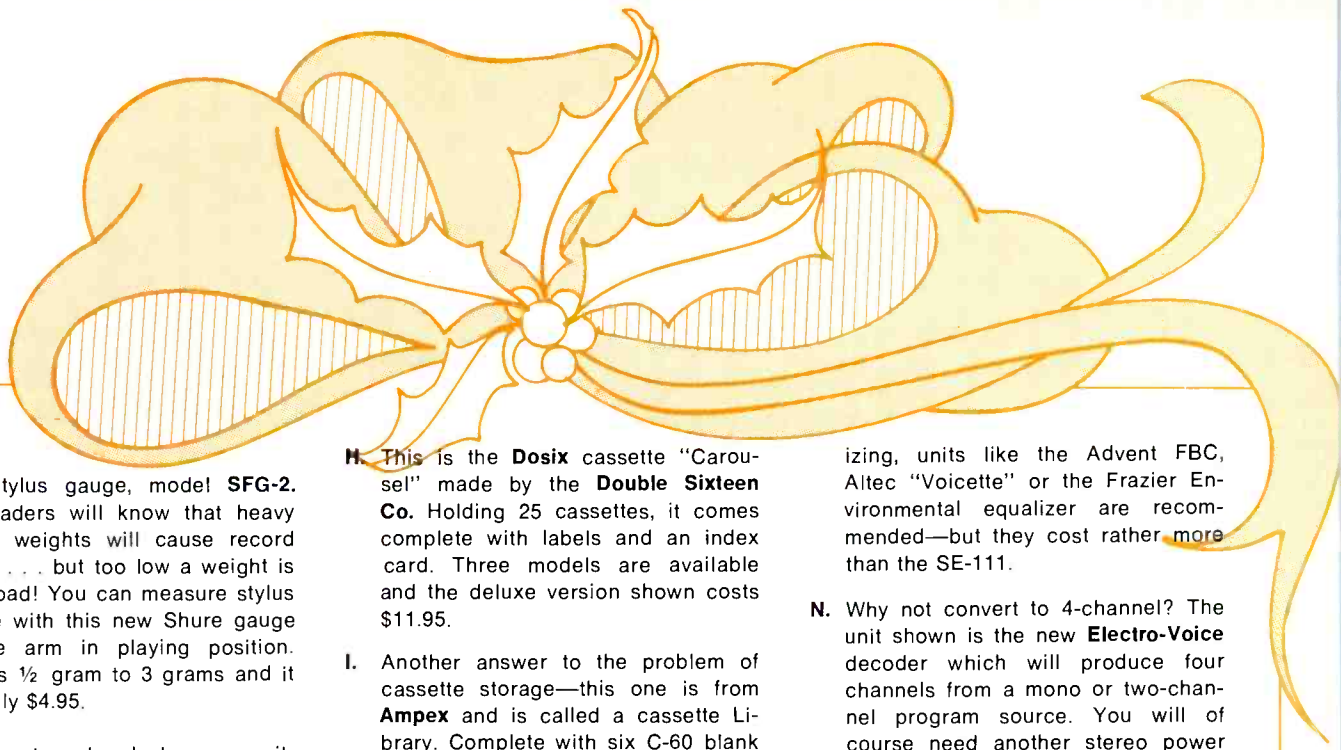 tylus gauge, model SFG-2.
aders will know that heavy
weights will cause record
. . . but too low a weight is
ad! You can measure stylus
with this new Shure gauge
arm in playing position.
s ½ gram to 3 grams and it
ly $4.95.
H. This is the Dosix cassette "Carou-
sel" made by the Double Sixteen
Co. Holding 25 cassettes, it comes
complete with labels and an index
card. Three models are available
and the deluxe version shown costs
$11.95.
I. Another answer to the problem of
cassette storage—this one is from
Ampex and is called a cassette Li-
brary. Complete with six C-60 blank
izing, units like the Advent FBC,
Altec "Voicette" or the Frazier En-
vironmental equalizer are recom-
mended—but they cost rather more
than the SE-111.
N. Why not convert to 4-channel? The
unit shown is the new Electro-Voice
decoder which will produce four
channels from a mono or two-chan-
nel program source. You will of
course need another stereo power